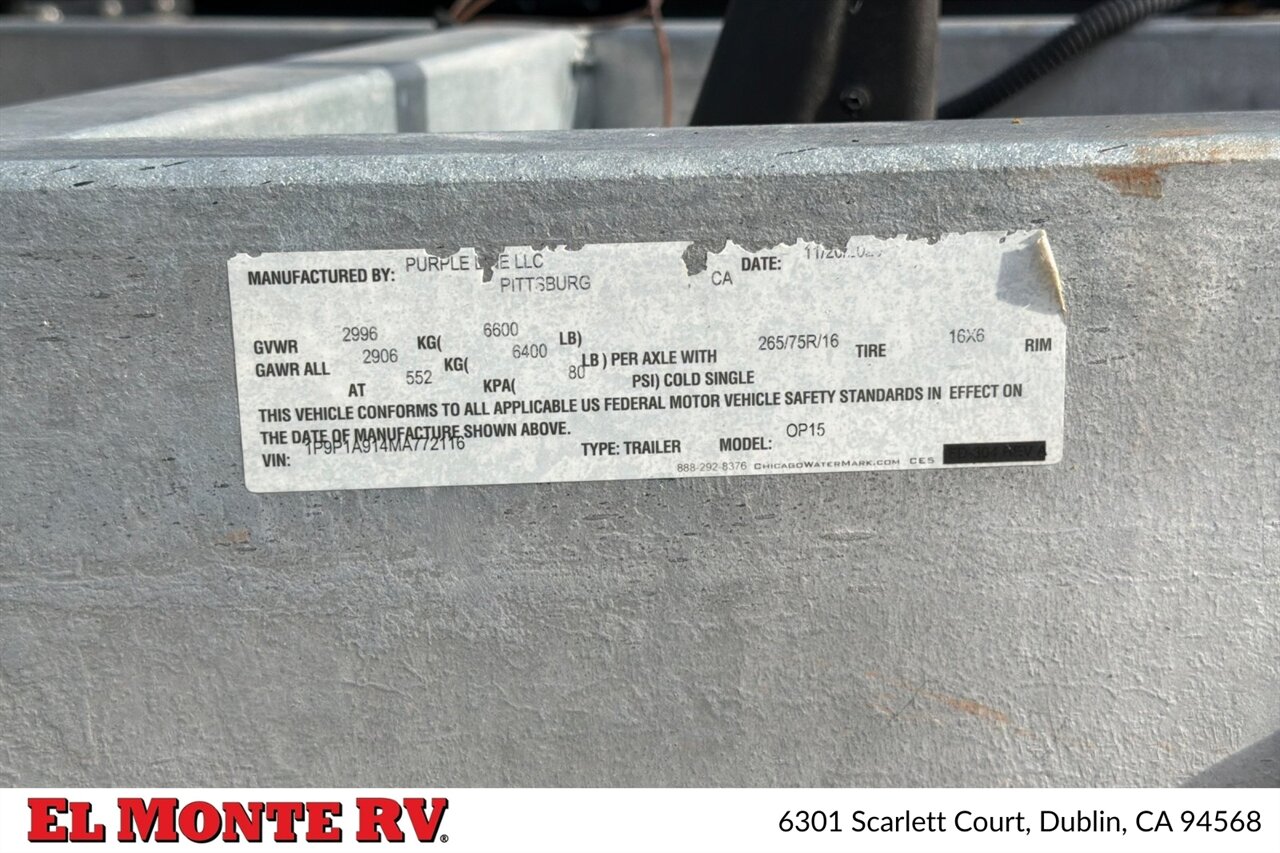 MANUFACTURED BY: PURPLE LLC DATE:
PITTSBURG CA
GVWR 2996 KG( 6600 LB) 265/75R/16 TIRE 16X6 RIM
GAWR ALL 2906 KG( 6400 LB ) PER AXLE WITH
AT 552 KPA( 80 PSI) COLD SINGLE
THIS VEHICLE CONFORMS TO ALL APPLICABLE US FEDERAL MOTOR VEHICLE SAFETY STANDARDS IN EFFECT ON
THE DATE OF MANUFACTURE SHOWN ABOVE.
VIN: 1P9P1A914MA772116 TYPE: TRAILER MODEL: OP15
888-292-8376 CHICAGOWATERMARK.COM CES FD-304 REV A
EL MONTE RV®
6301 Scarlett Court, Dublin, CA 94568